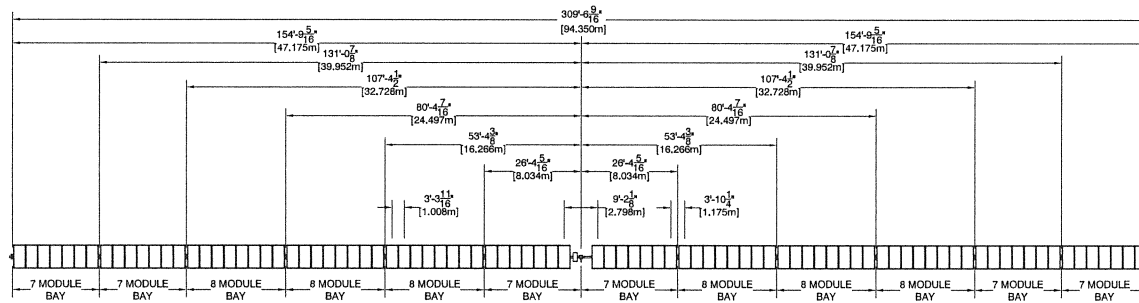 309'-6 9/16"
[94.350m]
154'-9 5/16" 154'-9 5/16"
[47.175m] [47.175m]
131'-0 7/8" 131'-0 7/8"
[39.952m] [39.952m]
107'-4 1/2" 107'-4 1/2"
[32.728m] [32.728m]
80'-4 7/16" 80'-4 7/16"
[24.497m] [24.497m]
53'-4 3/8" 53'-4 3/8"
[16.266m] [16.266m]
26'-4 5/16" 26'-4 5/16"
[8.034m] [8.034m]
3'-3 11/16" 9'-2 1/8" 3'-10 1/4"
[1.008m] [2.798m] [1.175m]
7 MODULE 7 MODULE 8 MODULE 8 MODULE 8 MODULE 7 MODULE 7 MODULE 8 MODULE 8 MODULE 8 MODULE 7 MODULE 7 MODULE
BAY BAY BAY BAY BAY BAY BAY BAY BAY BAY BAY BAY